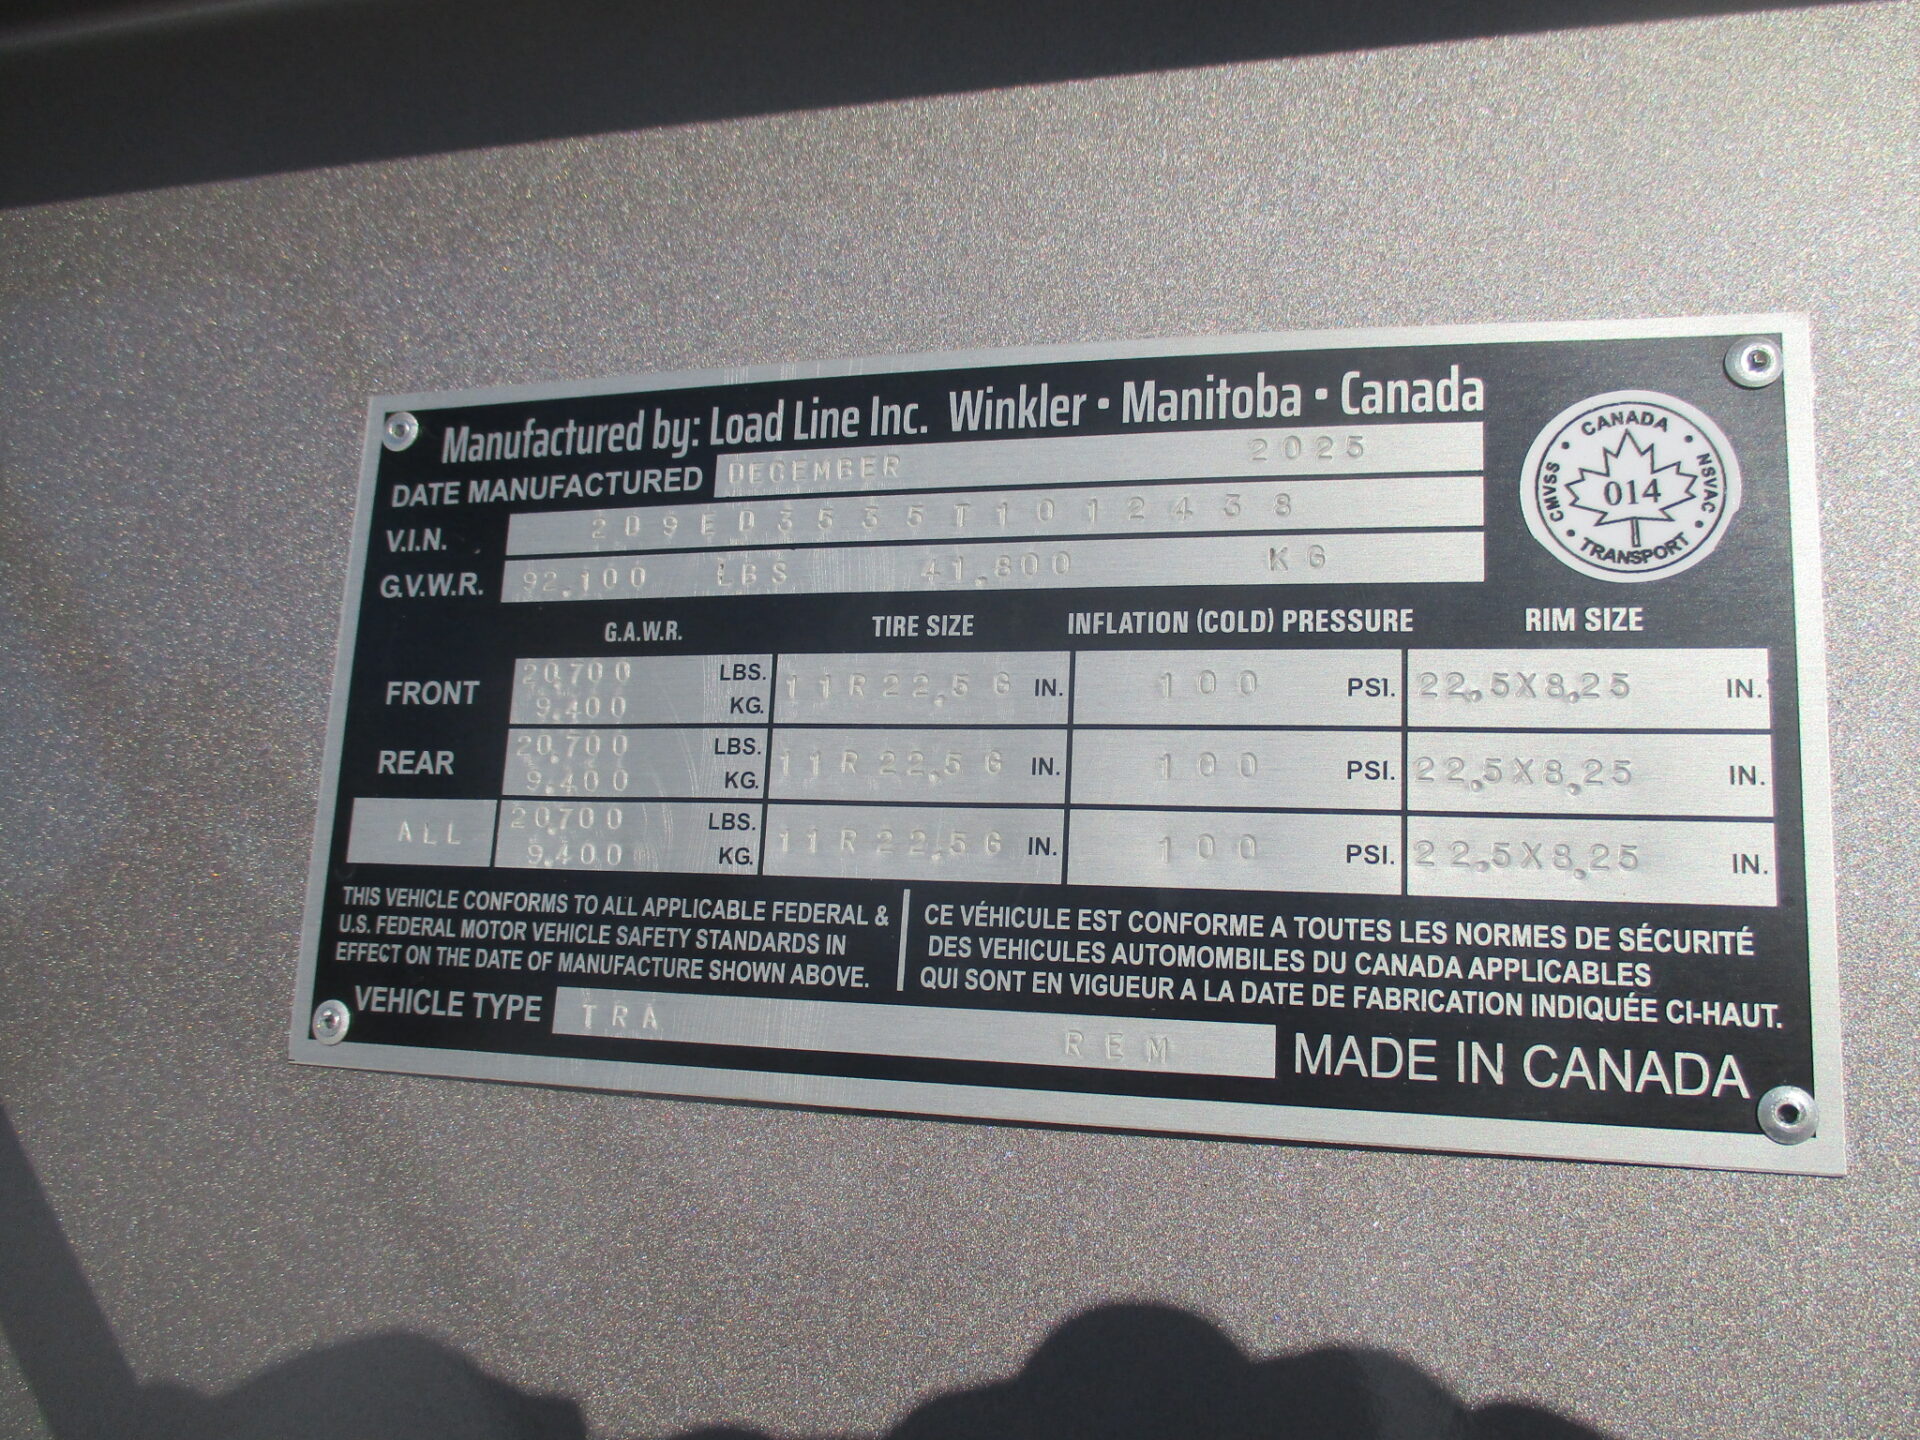 Manufactured by: Load Line Inc. Winkler • Manitoba • Canada
DATE MANUFACTURED DECEMBER 2025
V.I.N. 2D9ED3535T1012438
G.V.W.R. 92,100 LBS 41,800 KG
CANADA
CMVSS • 014 • NSVAC
TRANSPORT
G.A.W.R. TIRE SIZE INFLATION (COLD) PRESSURE RIM SIZE
FRONT 20,700 LBS. 9,400 KG. 11R22,5G IN. 100 PSI. 22,5X8,25 IN.
REAR 20,700 LBS. 9,400 KG. 11R22,5G IN. 100 PSI. 22,5X8,25 IN.
ALL 20,700 LBS. 9,400 KG. 11R22,5G IN. 100 PSI. 22,5X8,25 IN.
THIS VEHICLE CONFORMS TO ALL APPLICABLE FEDERAL &
U.S. FEDERAL MOTOR VEHICLE SAFETY STANDARDS IN
EFFECT ON THE DATE OF MANUFACTURE SHOWN ABOVE.
CE VÉHICULE EST CONFORME A TOUTES LES NORMES DE SÉCURITÉ
DES VEHICULES AUTOMOMBILES DU CANADA APPLICABLES
QUI SONT EN VIGUEUR A LA DATE DE FABRICATION INDIQUÉE CI-HAUT.
VEHICLE TYPE TRA REM
MADE IN CANADA